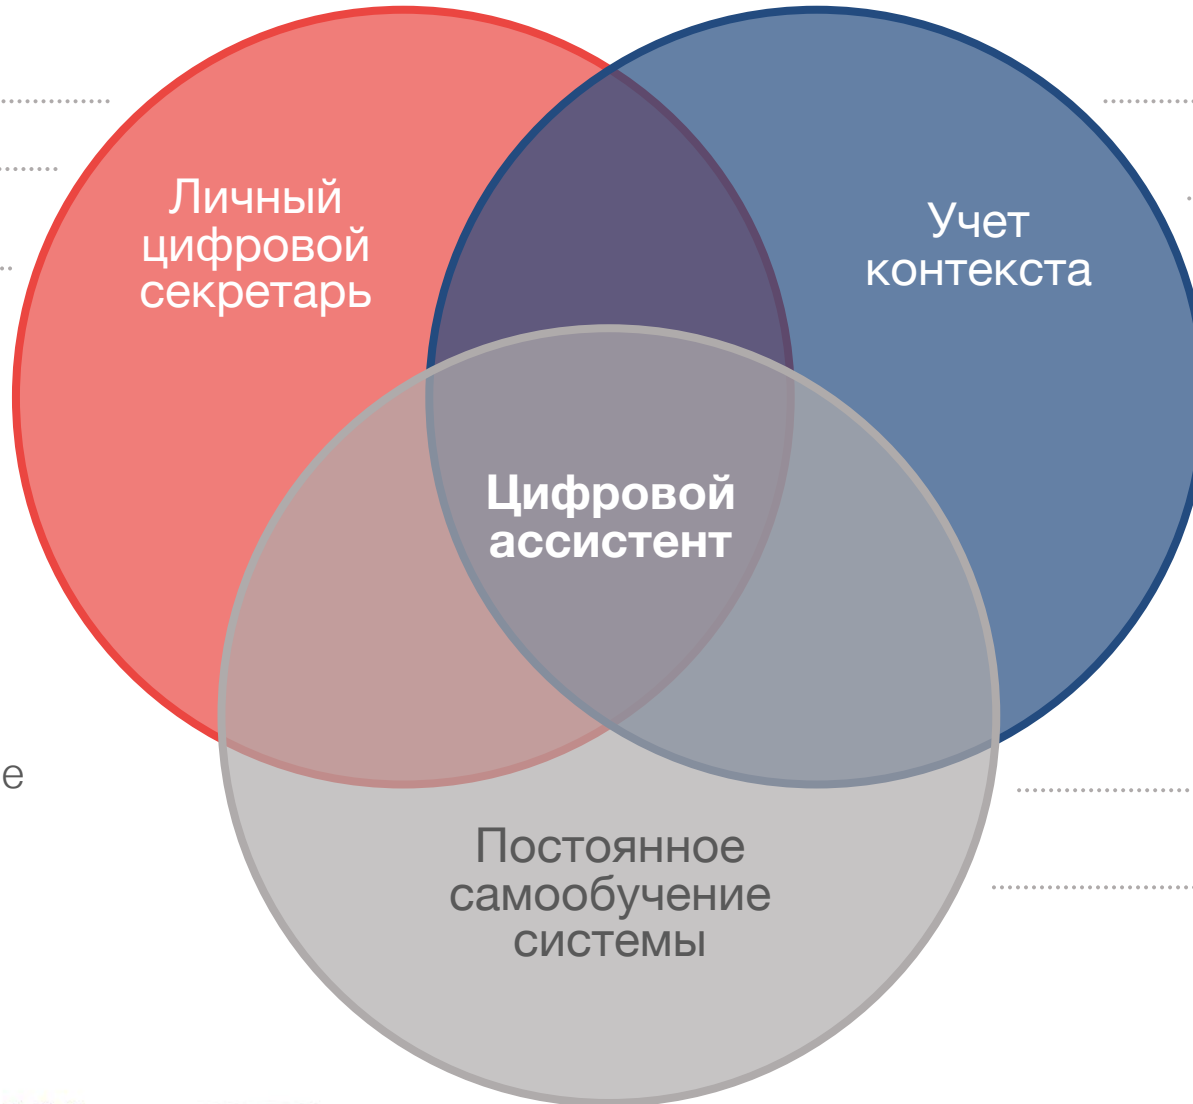 Личный
цифровой
секретарь
Учет
контекста
Цифровой
ассистент
е
Постоянное
самообучение
системы